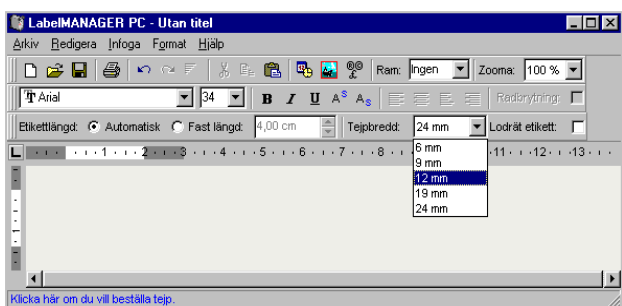 LabelMANAGER PC - Utan titel
Arkiv Redigera Infoga Format Hjälp
Ram: Ingen Zooma: 100 %
Arial 34 B I U A S A S Radbrytning:
Etikettlängd: Automatisk Fast längd: 4,00 cm Tejpbredd: 24 mm Lodrät etikett:
L 1 2 3 4 5 6 7 8 11 12 13
6 mm
9 mm
12 mm
19 mm
24 mm
Klicka här om du vill beställa tejp.